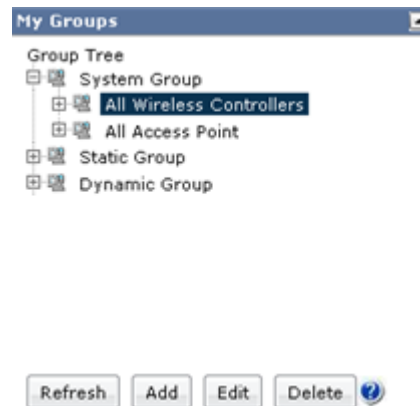 My Groups
Group Tree
System Group
All Wireless Controllers
All Access Point
Static Group
Dynamic Group
Refresh Add Edit Delete ?